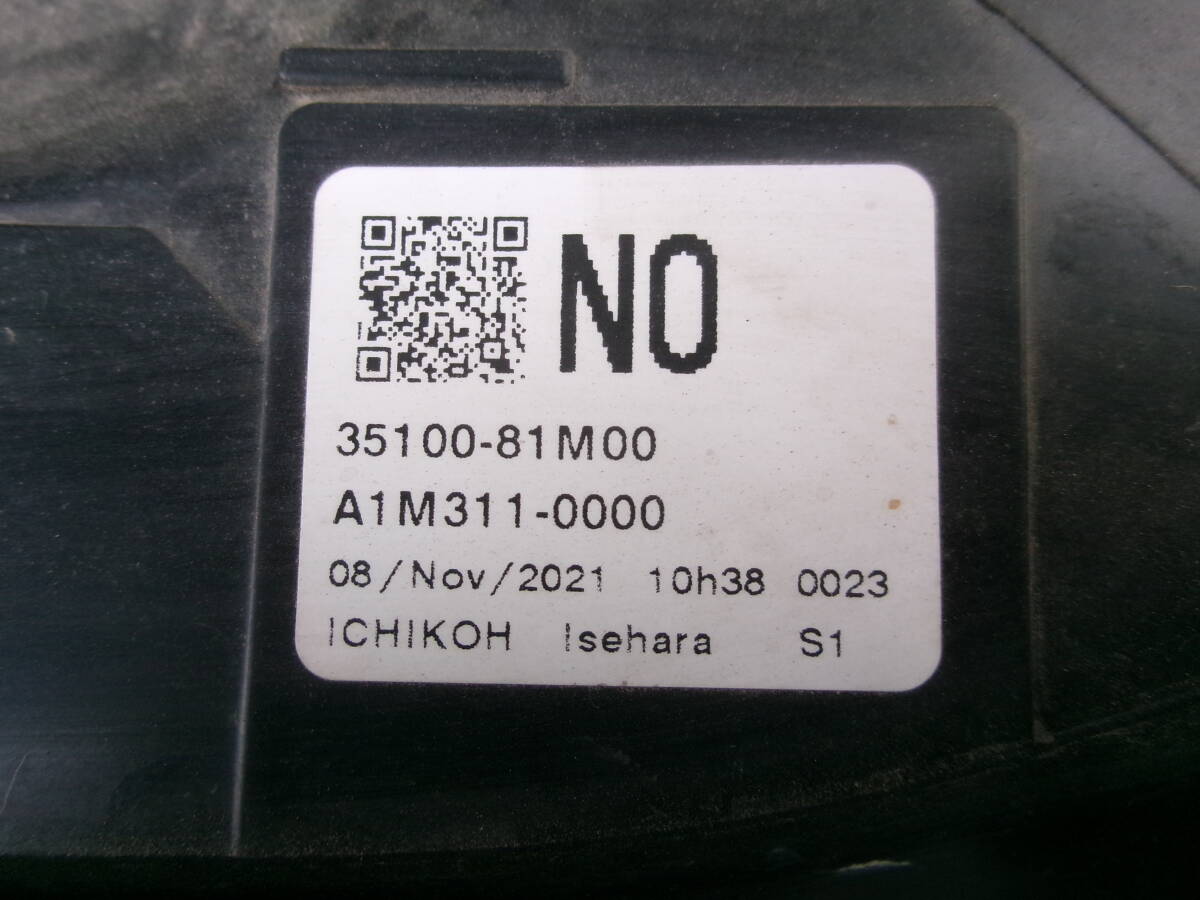 NO
35100-81M00
A1M311-0000
08/Nov/2021 10h38 0023
ICHIKOH Isehara S1